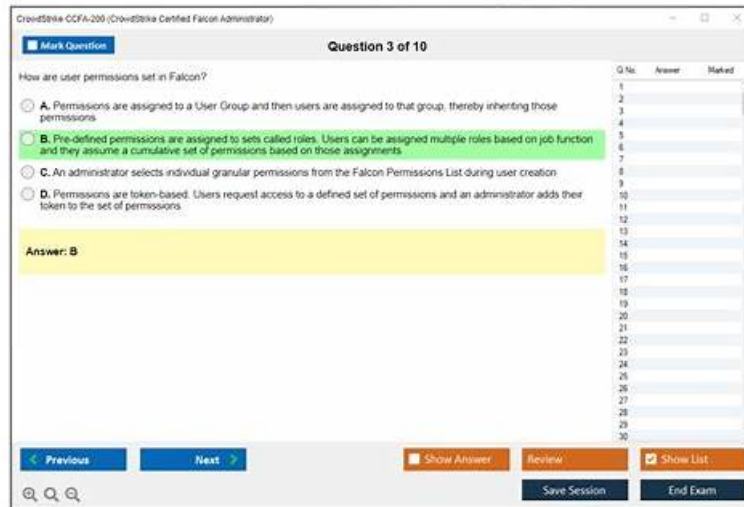 CrowdStrike CCFA-200 (CrowdStrike Certified Falcon Administrator)
Mark Question
Question 3 of 10
Q No. Answer Marked
How are user permissions set in Falcon?
A. Permissions are assigned to a User Group and then users are assigned to that group, thereby inheriting those
permissions
B. Pre-defined permissions are assigned to sets called roles. Users can be assigned multiple roles based on job function
and they assume a cumulative set of permissions based on those assignments
C. An administrator selects individual granular permissions from the Falcon Permissions List during user creation
D. Permissions are token-based. Users request access to a defined set of permissions and an administrator adds their
token to the set of permissions
Answer: B
1
2
3
4
5
6
7
8
9
10
11
12
13
14
15
16
17
18
19
20
21
22
23
24
25
26
27
28
29
30
Previous
Next
Show Answer
Review
Show List
Save Session
End Exam